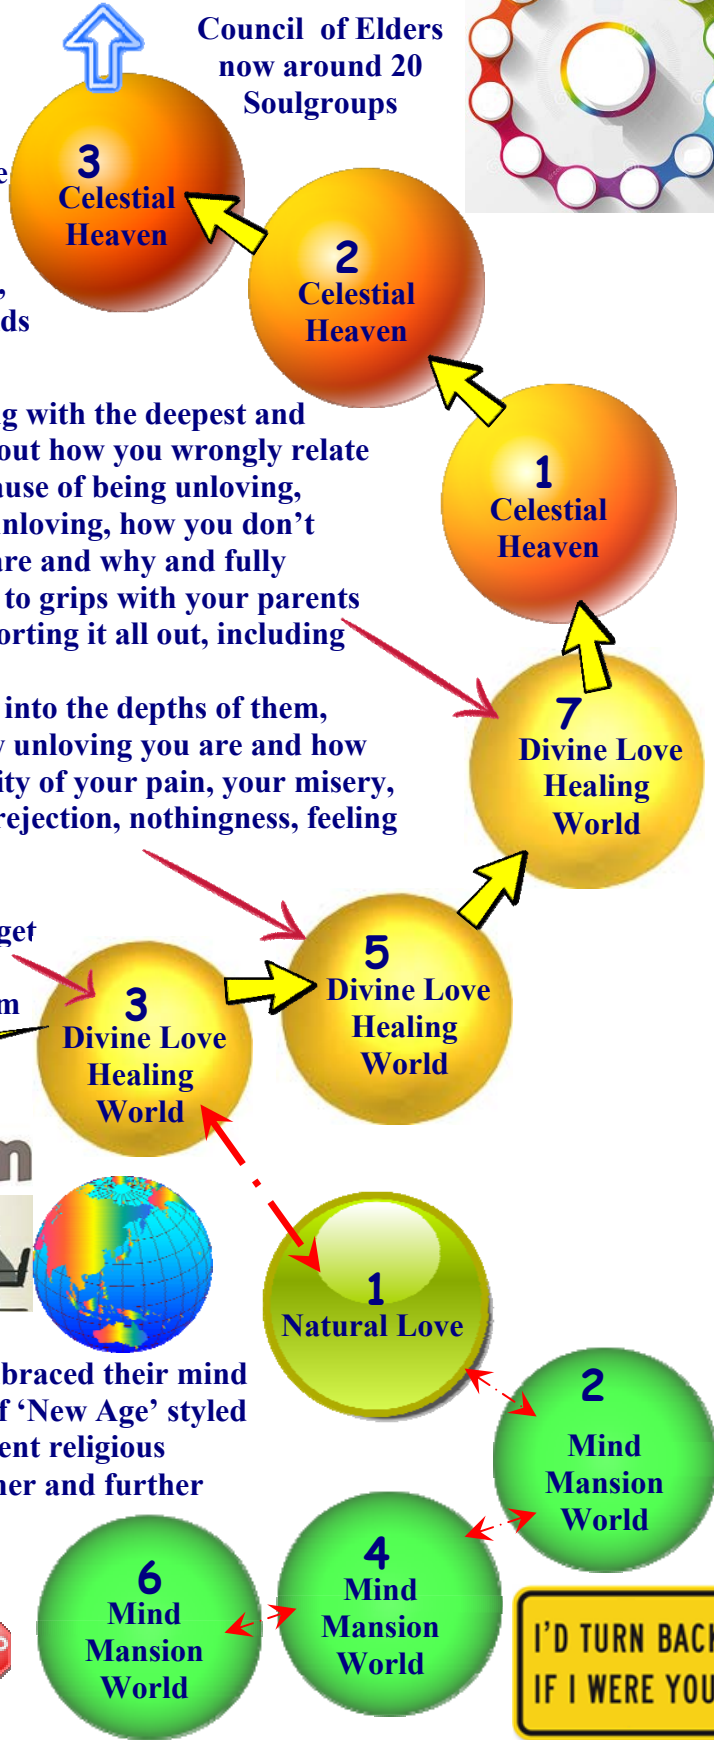 Council of Elders
now around 20
Soulgroups
3
Celestial
Heaven
2
Celestial
Heaven
,
ds
g with the deepest and
out how you wrongly relate
ause of being unloving,
nloving, how you don’t
are and why and fully
to grips with your parents
orting it all out, including
1
Celestial
Heaven
into the depths of them,
unloving you are and how
ity of your pain, your misery,
rejection, nothingness, feeling
7
Divine Love
Healing
World
get
m
5
Divine Love
Healing
World
3
Divine Love
Healing
World
m
1
Natural Love
braced their mind
f ‘New Age’ styled
ent religious
her and further
2
Mind
Mansion
World
4
Mind
Mansion
World
6
Mind
Mansion
World
I’D TURN BACK
IF I WERE YOU